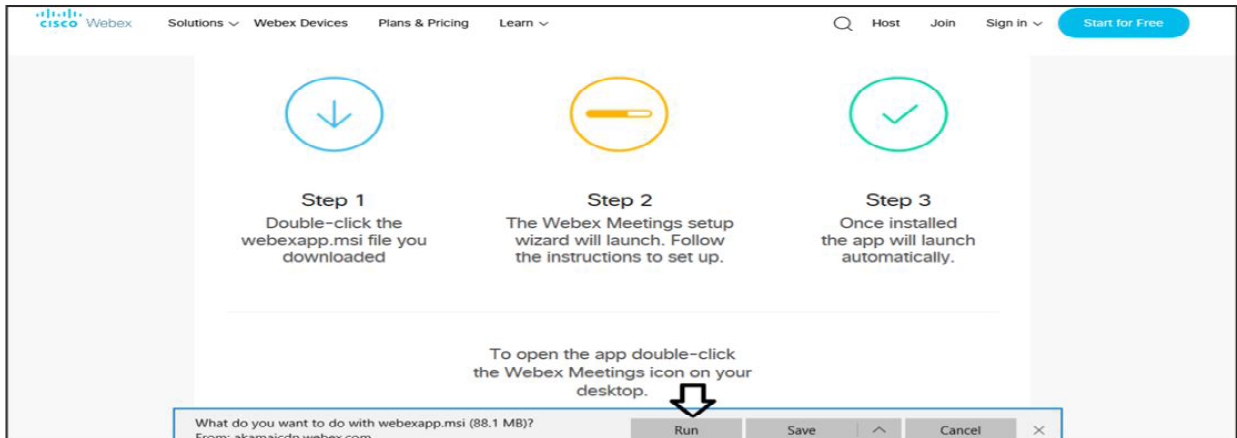 CISCO Webex Solutions Webex Devices Plans & Pricing Learn Host Join Sign in Start for Free
Step 1
Double-click the
webexapp.msi file you
downloaded
Step 2
The Webex Meetings setup
wizard will launch. Follow
the instructions to set up.
Step 3
Once installed
the app will launch
automatically.
To open the app double-click
the Webex Meetings icon on your
desktop.
What do you want to do with webexapp.msi (88.1 MB)?
From: akamaicdn.webex.com
Run Save Cancel